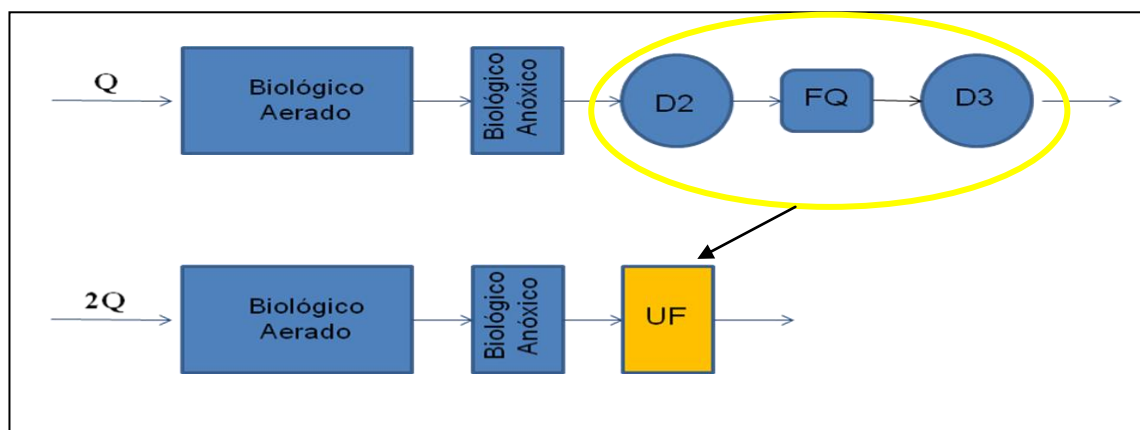 Q
Biológico
Aerado
Biológico
Anóxico
D2
FQ
D3
2Q
Biológico
Aerado
Biológico
Anóxico
UF